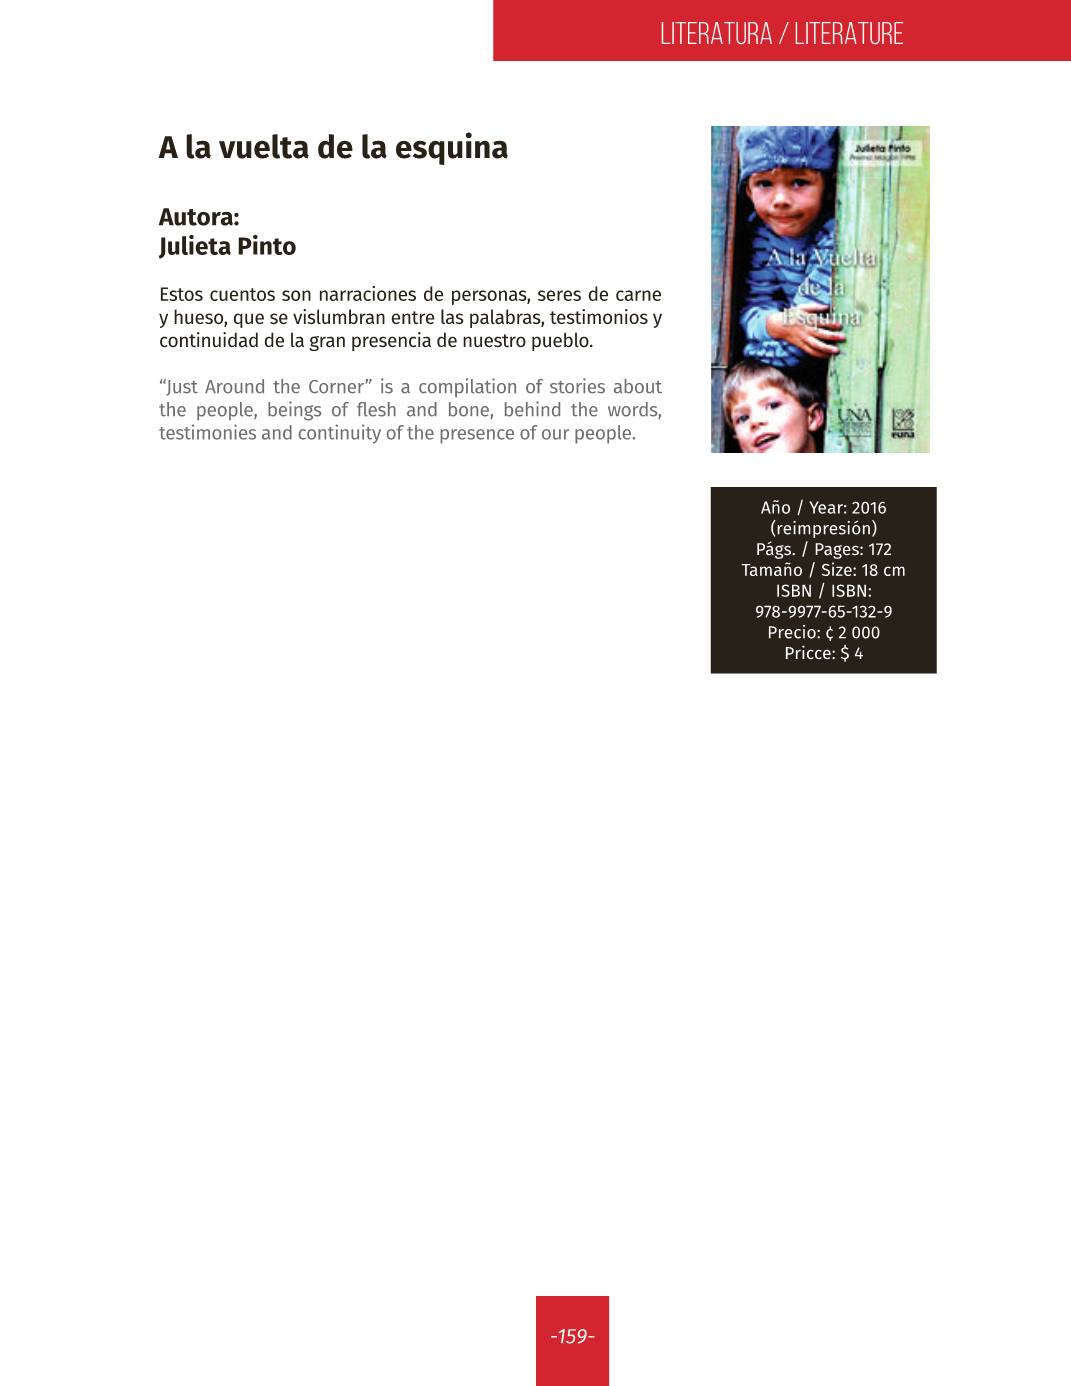 LITERATURA / LITERATURE
A la vuelta de la esquina
Autora:
Julieta Pinto
Estos cuentos son narraciones de personas, seres de carne
y hueso, que se vislumbran entre las palabras, testimonios y
continuidad de la gran presencia de nuestro pueblo.
“Just Around the Corner” is a compilation of stories about
the people, beings of flesh and bone, behind the words,
testimonies and continuity of the presence of our people.
Julieta Pinto
A la Vuelta
de la
Esquina
UNA
euna
Año / Year: 2016
(reimpresión)
Págs. / Pages: 172
Tamaño / Size: 18 cm
ISBN / ISBN:
978-9977-65-132-9
Precio: ¢ 2 000
Pricce: $ 4
-159-